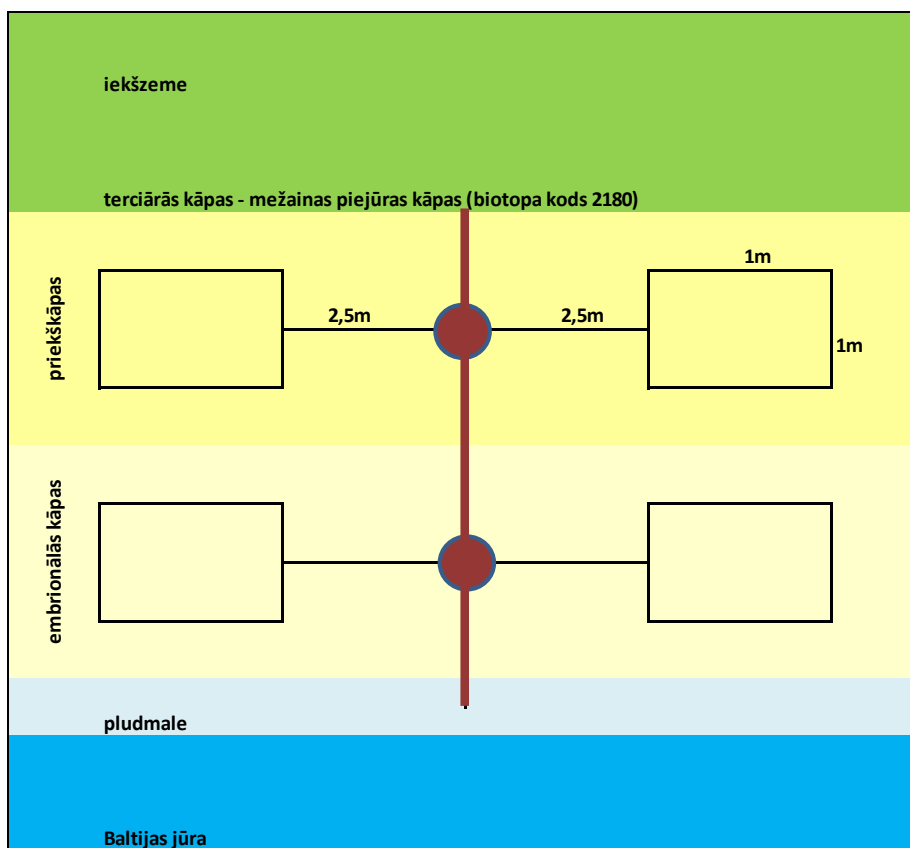 iekšzeme
terciārās kāpas - mežainas piejūras kāpas (biotopa kods 2180)
priekškāpas
1m
2,5m
2,5m
1m
embrionālās kāpas
pludmale
Baltijas jūra